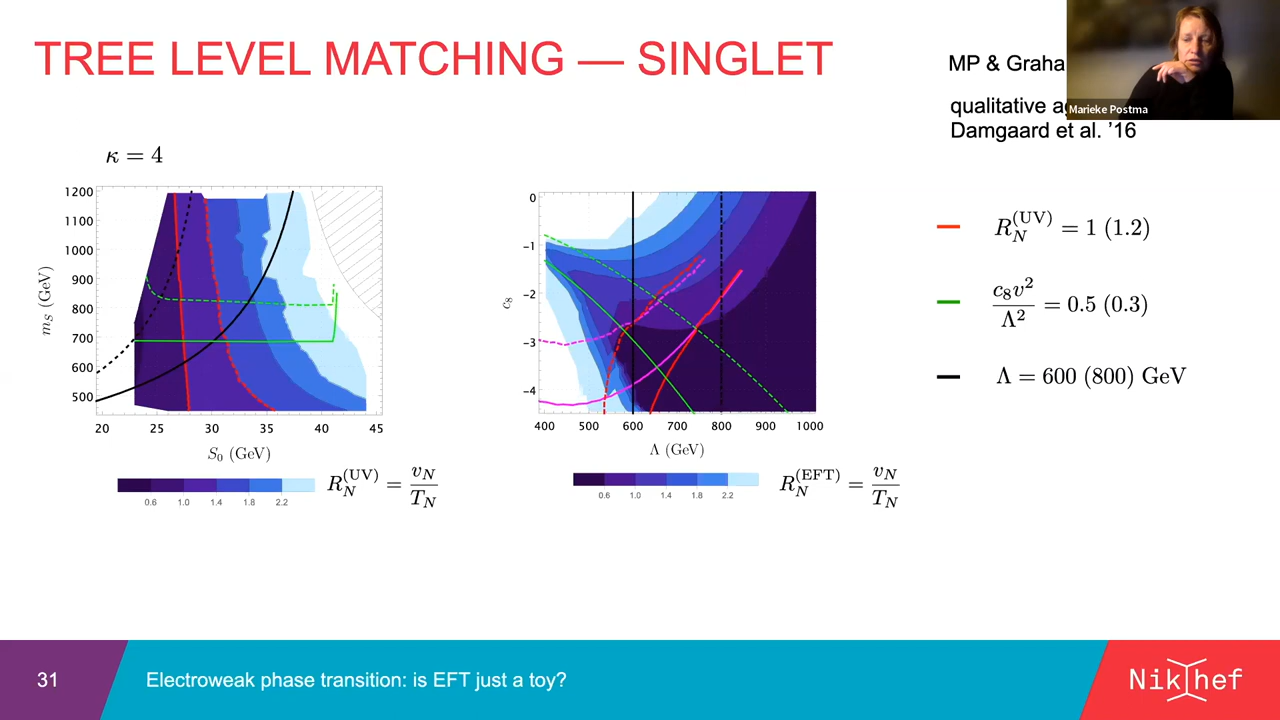 TREE LEVEL MATCHING — SINGLET
MP & Graha
qualitative
Damgaard et al. ’16
Marieke Postma
κ = 4
1200
1100
1000
900
800
700
600
500
m_S (GeV)
20 25 30 35 40 45
S_0 (GeV)
0.6 1.0 1.4 1.8 2.2
R_N^(UV) = v_N / T_N
0
−1
−2
−3
−4
c_8
400 500 600 700 800 900 1000
Λ (GeV)
0.6 1.0 1.4 1.8 2.2
R_N^(EFT) = v_N / T_N
R_N^(UV) = 1 (1.2)
c_8 v^2 / Λ^2 = 0.5 (0.3)
Λ = 600 (800) GeV
31
Electroweak phase transition: is EFT just a toy?
Nikhef